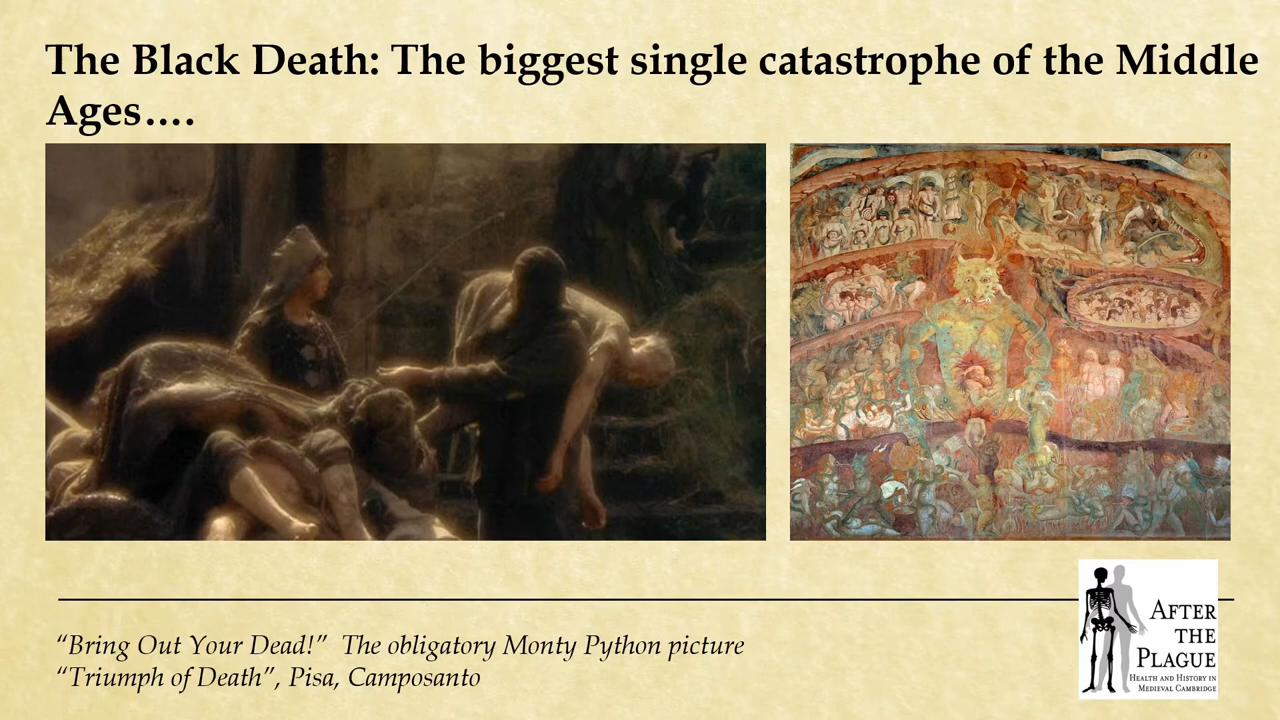 The Black Death: The biggest single catastrophe of the Middle
Ages….
“Bring Out Your Dead!”  The obligatory Monty Python picture
“Triumph of Death”, Pisa, Camposanto
After
the
Plague
Health and History in
Medieval Cambridge